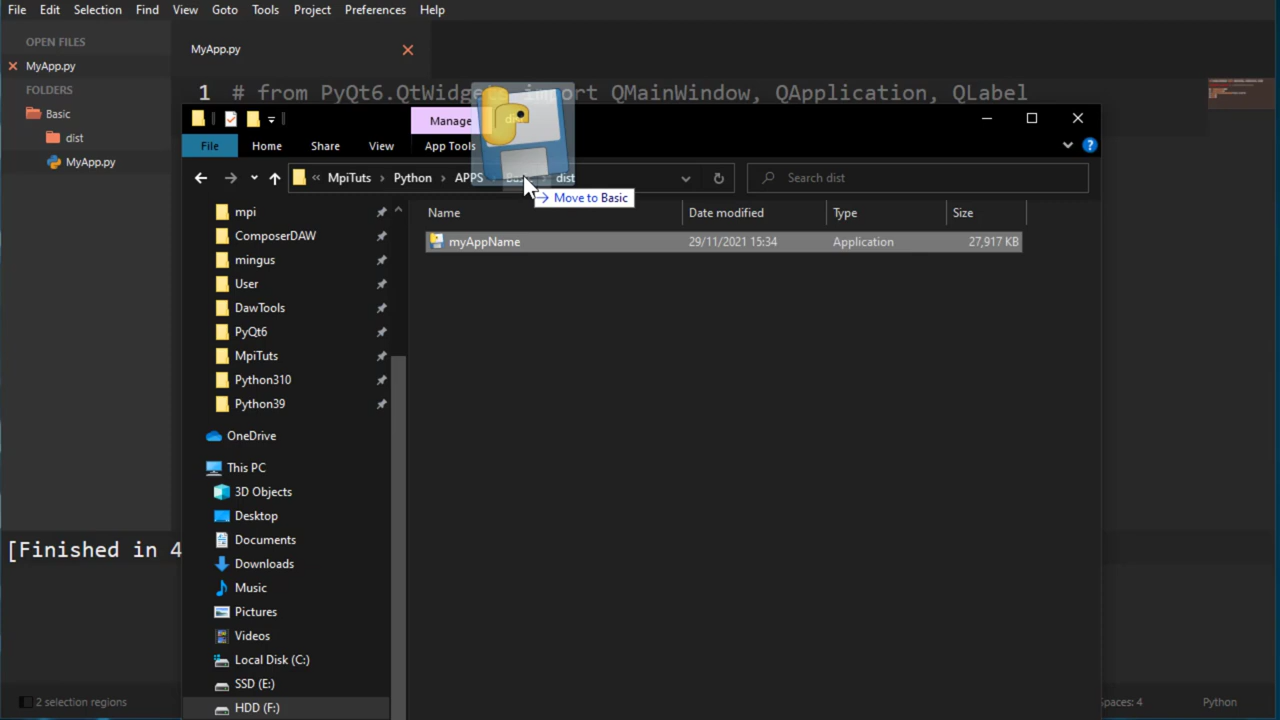 File Edit Selection Find View Goto Tools Project Preferences Help
OPEN FILES
MyApp.py
FOLDERS
Basic
dist
MyApp.py
MyApp.py
1 # from PyQt6.QtWidgets import QMainWindow, QApplication, QLabel
Manage
File Home Share View App Tools
MpiTuts Python APPS dist
Search dist
Move to Basic
Name Date modified Type Size
myAppName 29/11/2021 15:34 Application 27,917 KB
mpi
ComposerDAW
mingus
User
DawTools
PyQt6
MpiTuts
Python310
Python39
OneDrive
This PC
3D Objects
Desktop
Documents
Downloads
Music
Pictures
Videos
Local Disk (C:)
SSD (E:)
HDD (F:)
[Finished in 4
2 selection regions
paces: 4 Python